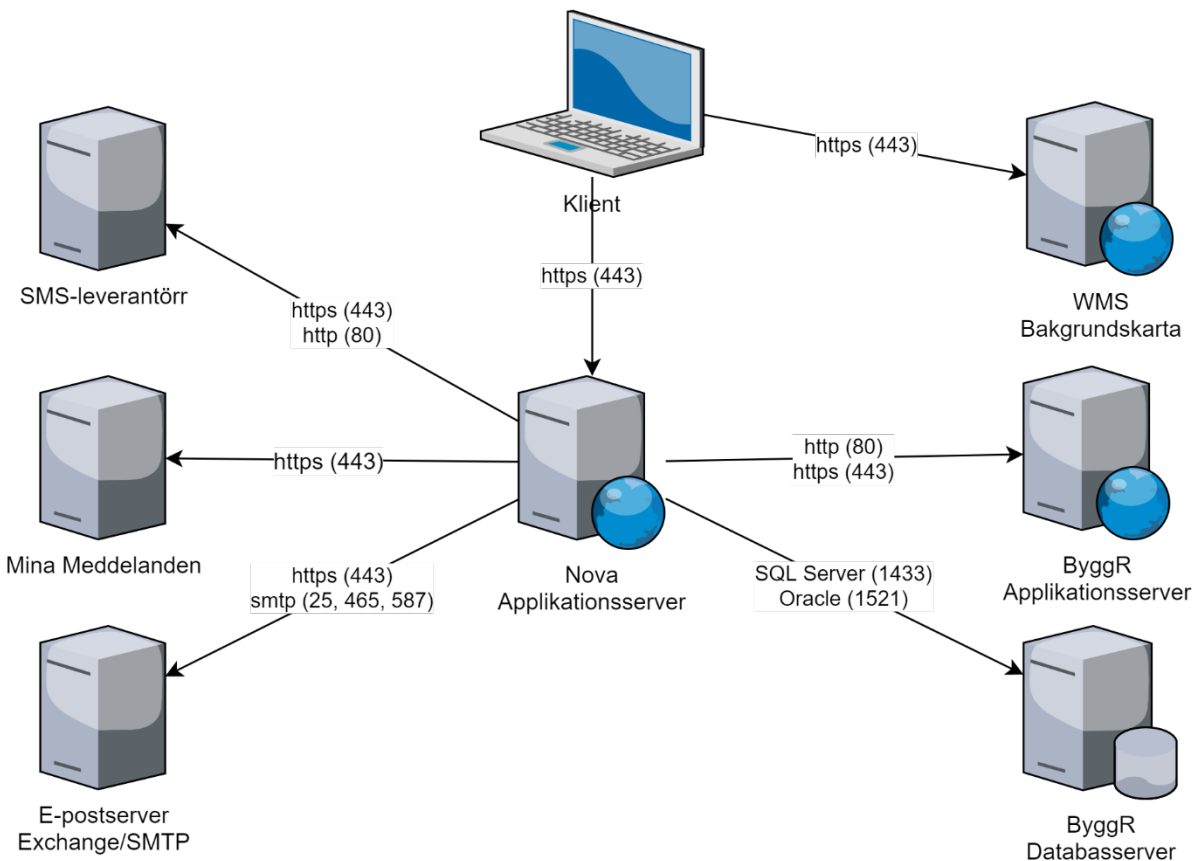 https (443)
Klient
SMS-leverantörr
https (443)
WMS
Bakgrundskarta
https (443)
http (80)
https (443)
http (80)
https (443)
Mina Meddelanden
Nova
Applikationsserver
ByggR
Applikationsserver
https (443)
smtp (25, 465, 587)
SQL Server (1433)
Oracle (1521)
E-postserver
Exchange/SMTP
ByggR
Databasserver